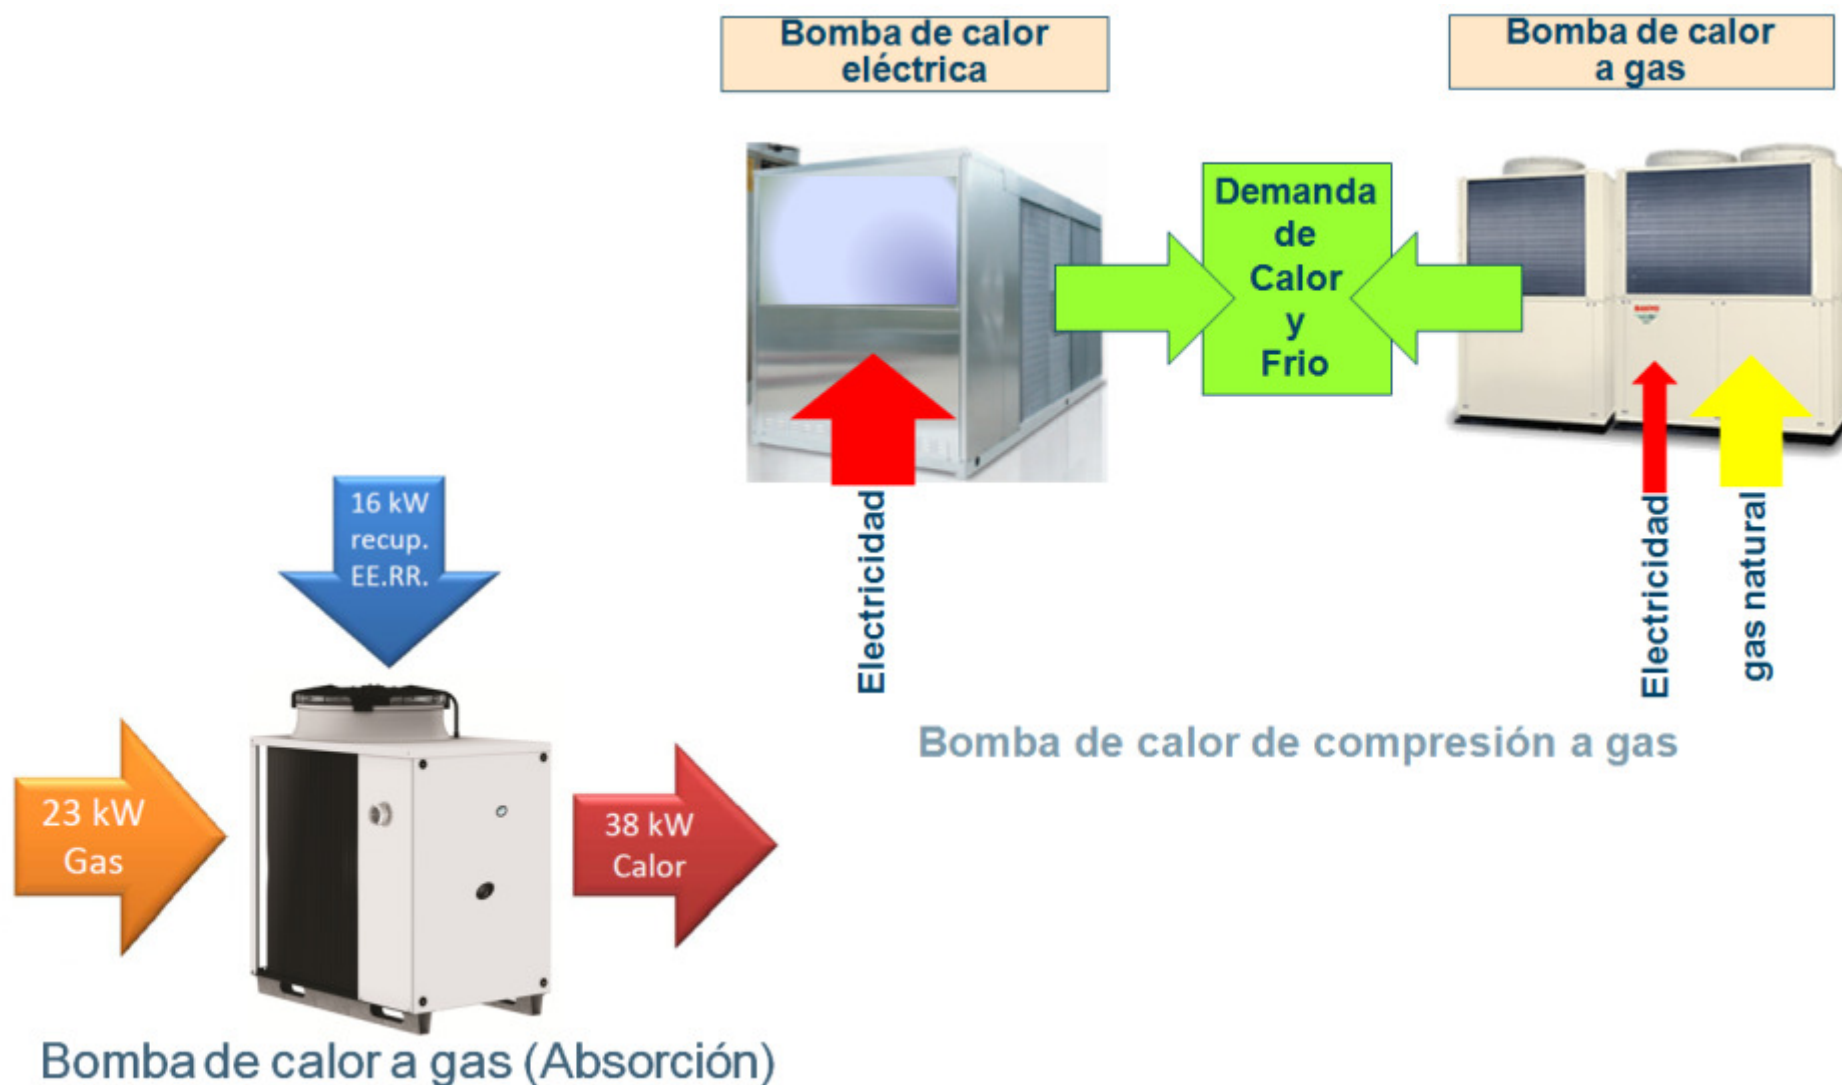 Bomba de calor
eléctrica
Bomba de calor
a gas
Demanda
de
Calor
y
Frio
Electricidad
Electricidad
gas natural
Bomba de calor de compresión a gas
16 kW
recup.
EE.RR.
23 kW
Gas
38 kW
Calor
Bomba de calor a gas (Absorción)